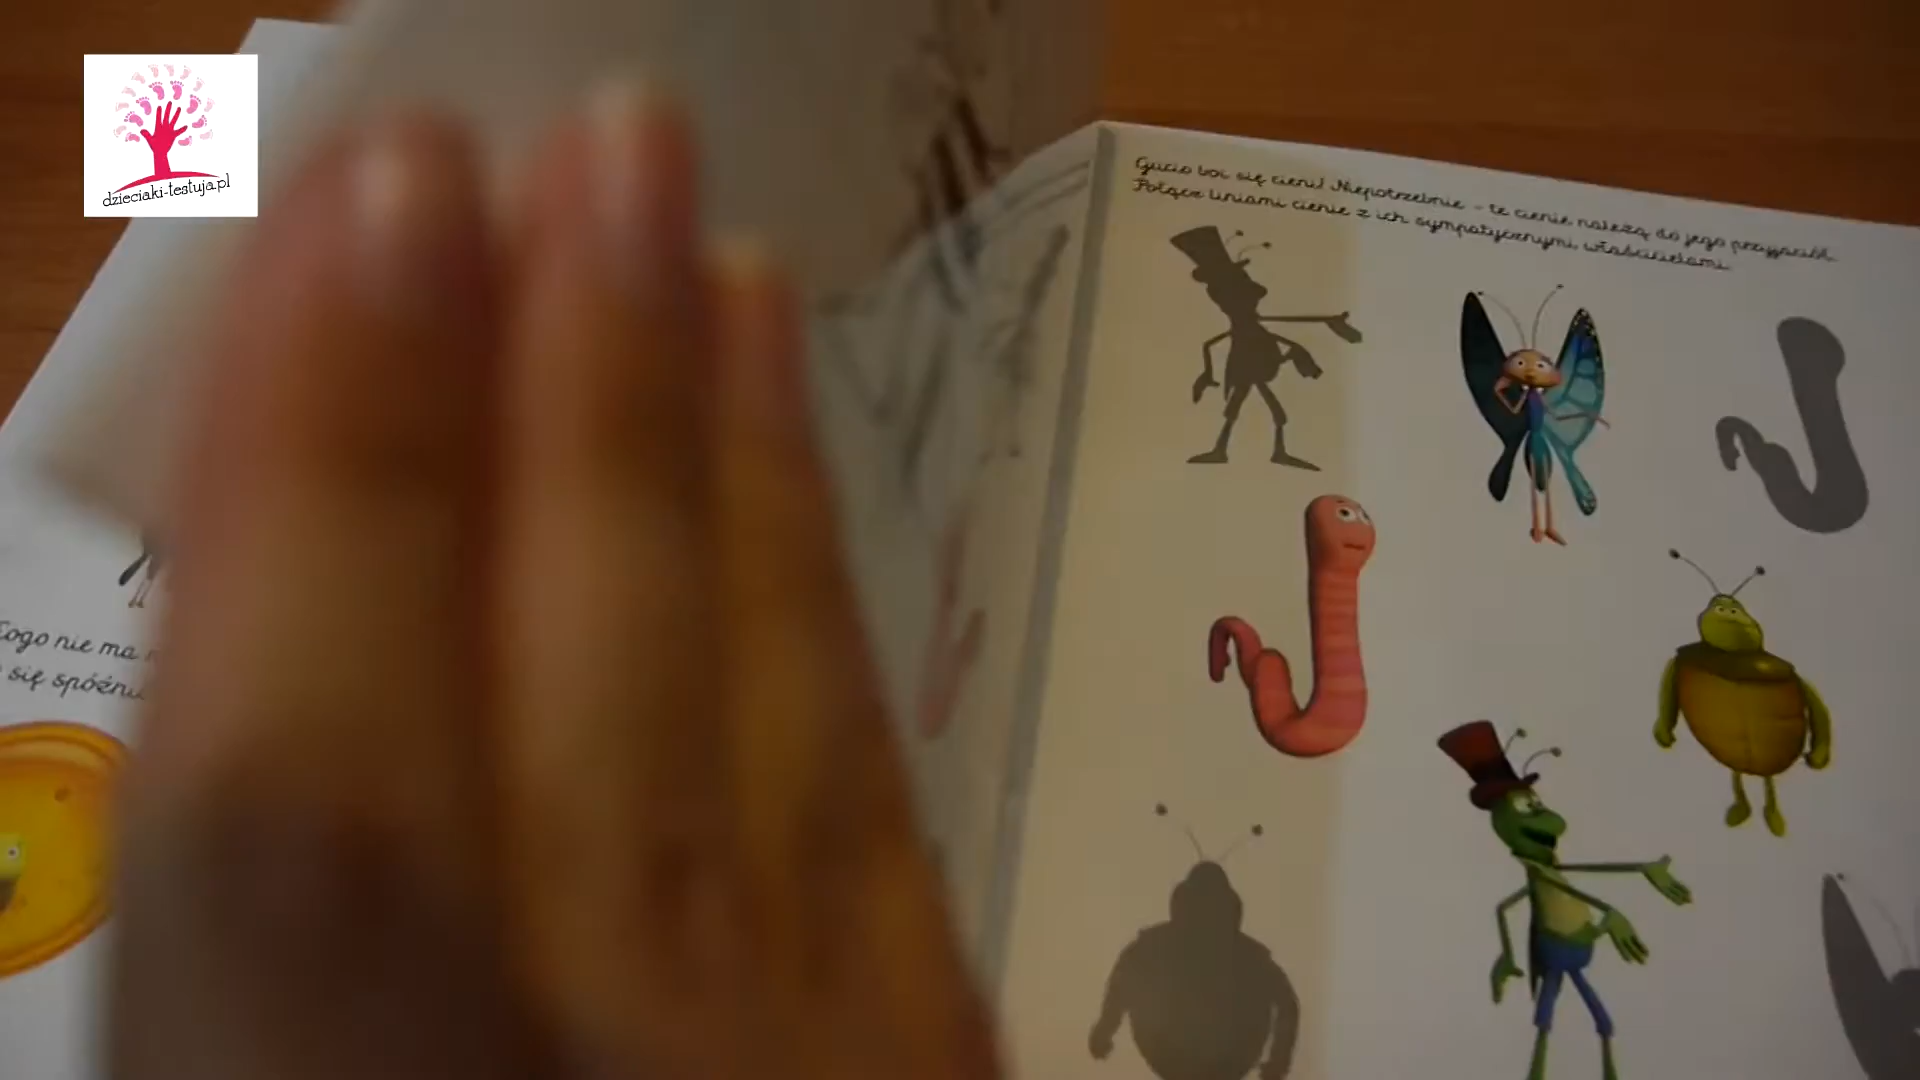 dzieciaki-testuja.pl
Gucio boi się cieni! Niepotrzebnie - te cienie należą do jego przyjaciół.
Połącz liniami cienie z ich sympatycznymi właścicielami.
nie ma
się spóźni